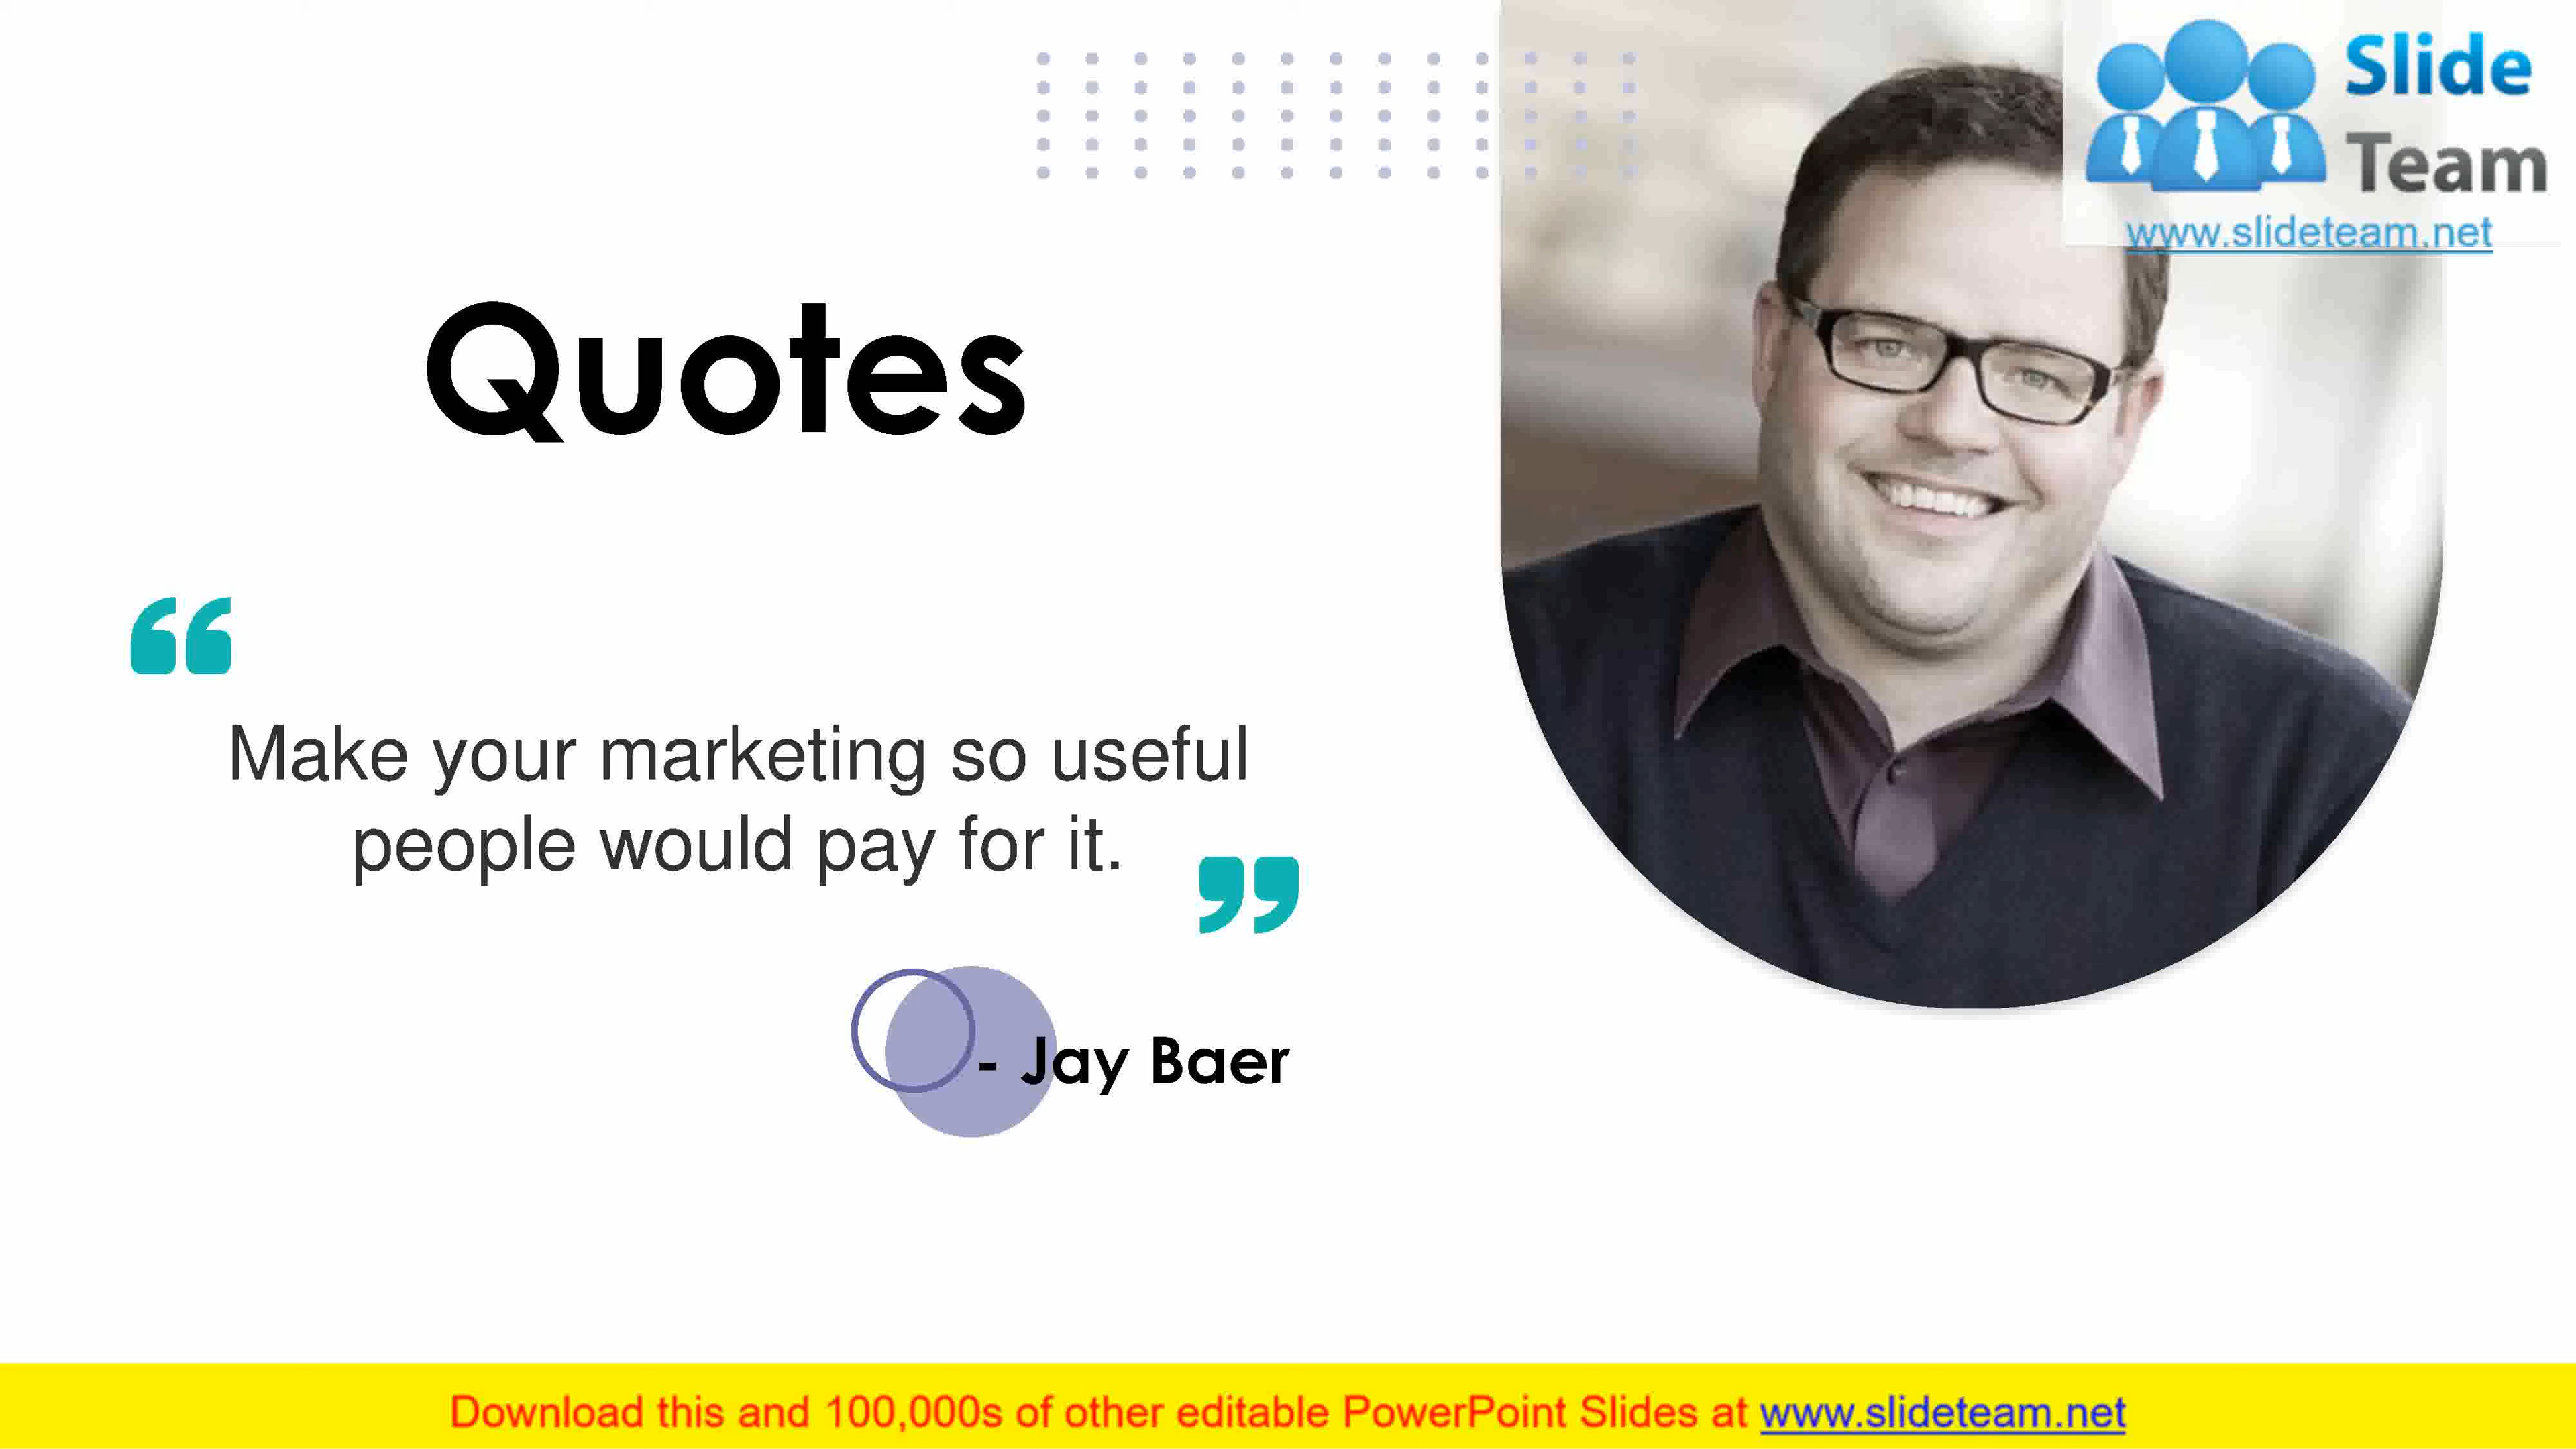 Slide
Team
www.slideteam.net
Quotes
“
Make your marketing so useful
people would pay for it.
”
- Jay Baer
Download this and 100,000s of other editable PowerPoint Slides at www.slideteam.net